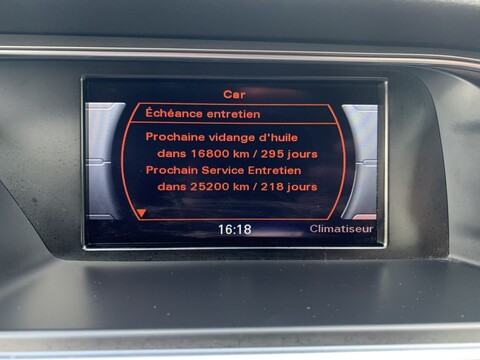 Car
Échéance entretien
Prochaine vidange d'huile
dans 16800 km / 295 jours
Prochain Service Entretien
dans 25200 km / 218 jours
16:18
Climatiseur